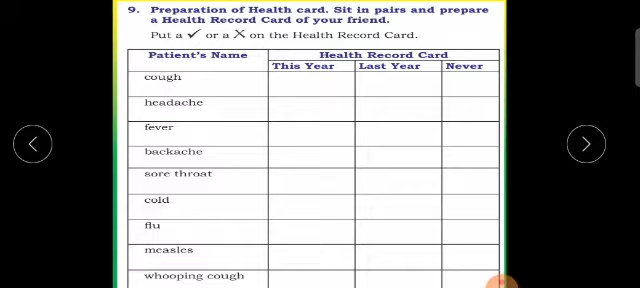 9. Preparation of Health card. Sit in pairs and prepare
a Health Record Card of your friend.
Put a ✓ or a X on the Health Record Card.
Patient's Name Health Record Card
This Year Last Year Never
cough
headache
fever
backache
sore throat
cold
flu
measles
whooping cough